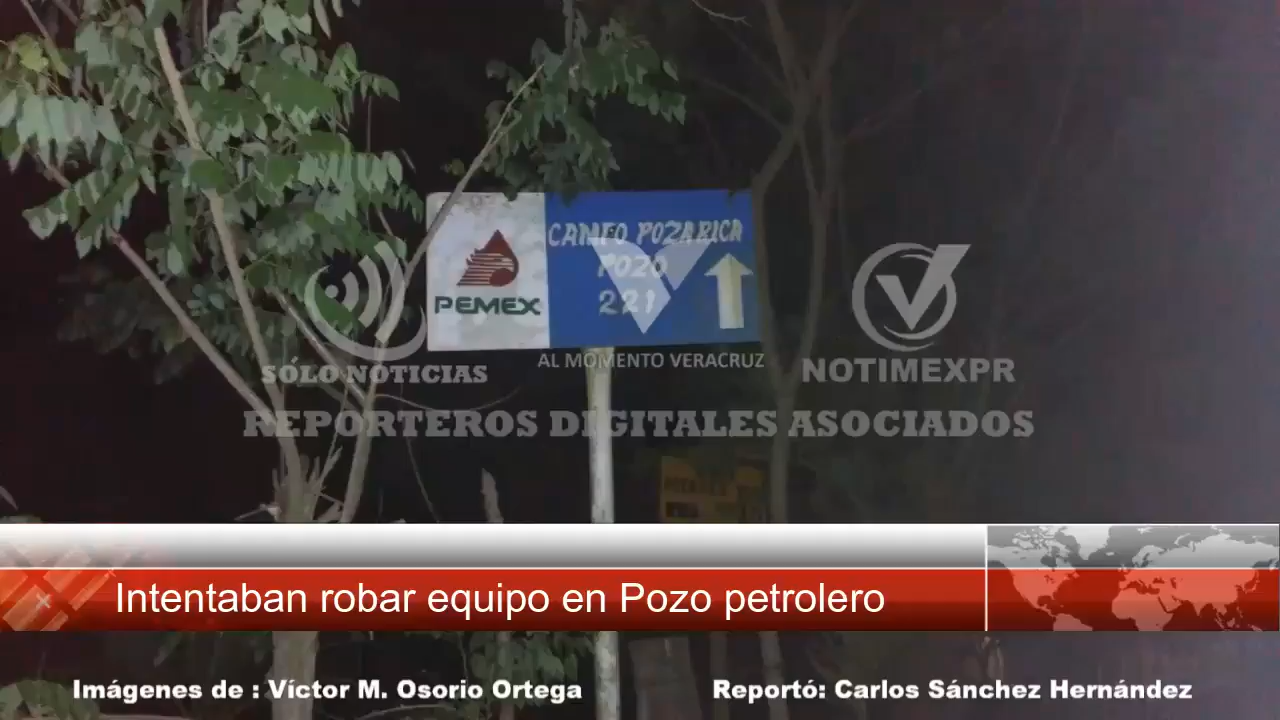 CAMPO POZA RICA
POZO
221
PEMEX
SÓLO NOTICIAS
AL MOMENTO VERACRUZ
NOTIMEXPR
REPORTEROS DIGITALES ASOCIADOS
Intentaban robar equipo en Pozo petrolero
Imágenes de : Víctor M. Osorio Ortega
Reportó: Carlos Sánchez Hernández